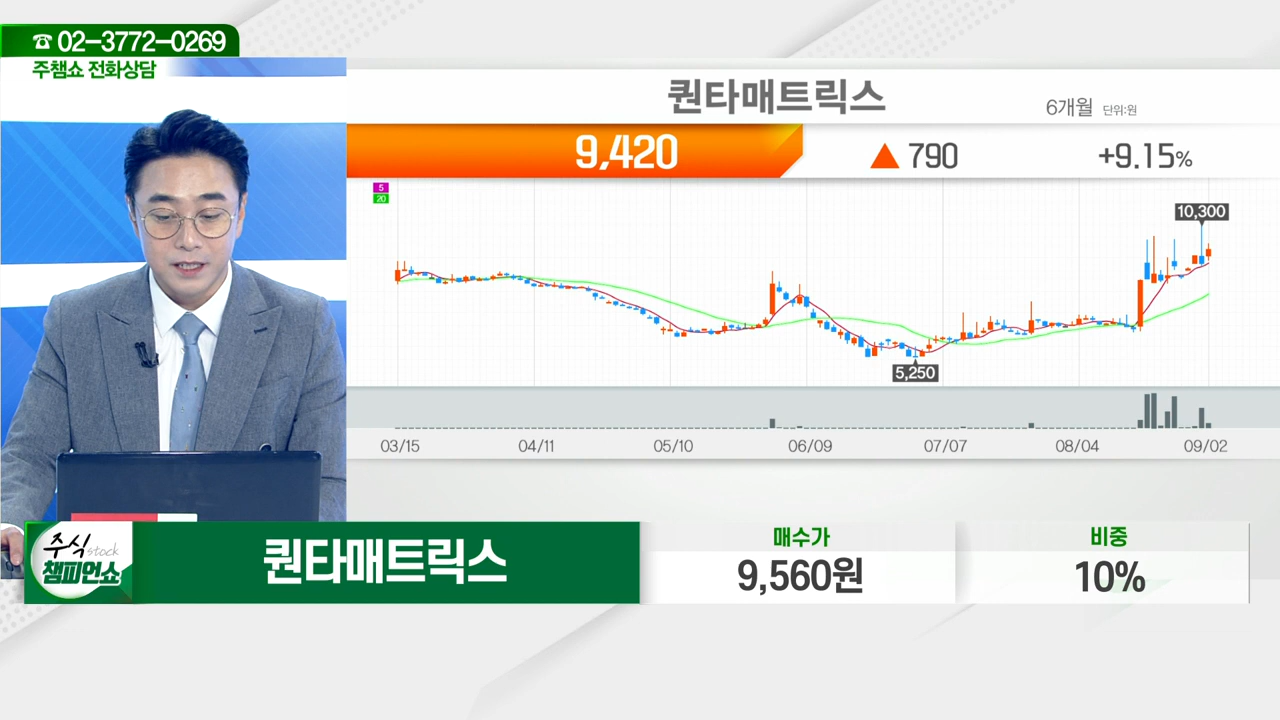 ☎ 02-3772-0269
주챔쇼 전화상담
퀀타매트릭스
6개월 단위:원
9,420 ▲ 790 +9.15%
5
20
10,300
5,250
03/15 04/11 05/10 06/09 07/07 08/04 09/02
주식 stock
챔피언쇼
퀀타매트릭스
매수가
9,560원
비중
10%